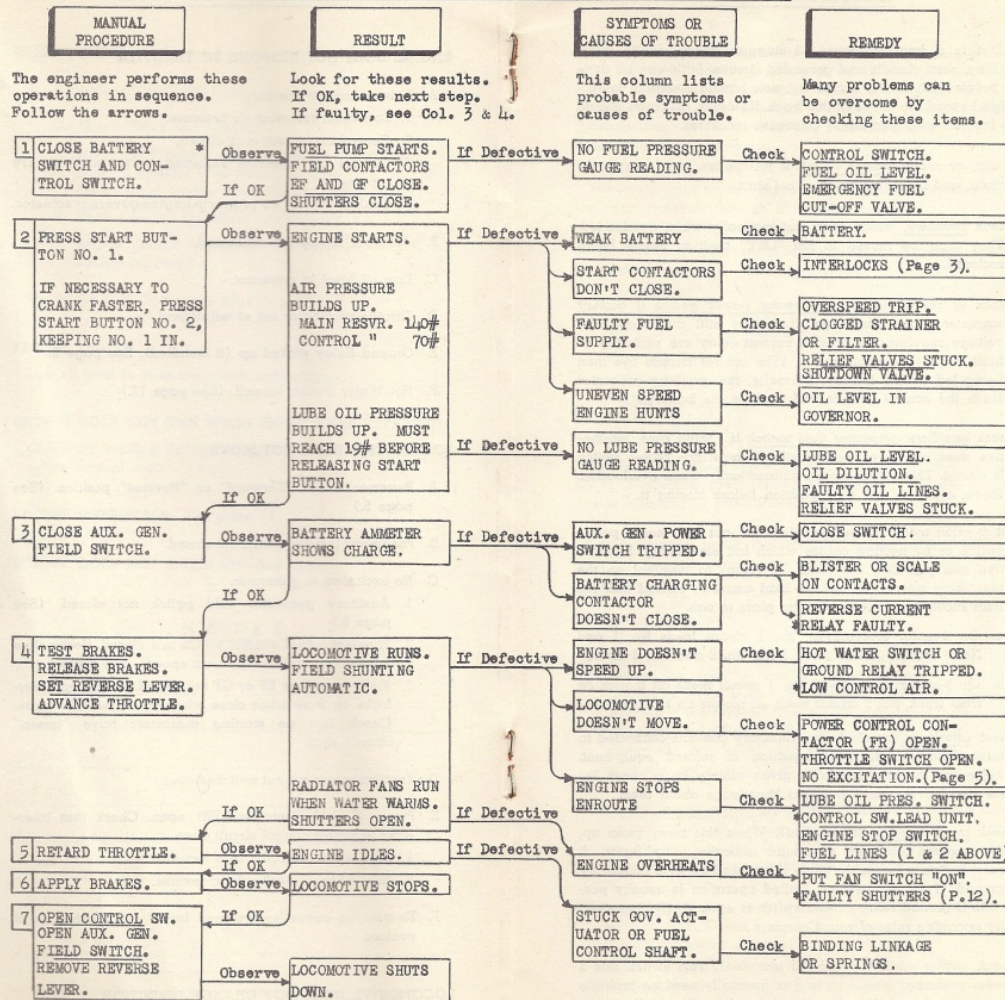 MANUAL
PROCEDURE
RESULT
SYMPTOMS OR
CAUSES OF TROUBLE
REMEDY
The engineer performs these
operations in sequence.
Follow the arrows.
Look for these results.
If OK, take next step.
If faulty, see Col. 3 & 4.
This column lists
probable symptoms or
causes of trouble.
Many problems can
be overcome by
checking these items.
1 CLOSE BATTERY *
SWITCH AND CON-
TROL SWITCH.
Observe
If OK
FUEL PUMP STARTS.
FIELD CONTACTORS
EF AND GF CLOSE.
SHUTTERS CLOSE.
If Defective
NO FUEL PRESSURE
GAUGE READING.
Check
CONTROL SWITCH.
FUEL OIL LEVEL.
EMERGENCY FUEL
CUT-OFF VALVE.
2 PRESS START BUT-
TON NO. 1.
IF NECESSARY TO
CRANK FASTER, PRESS
START BUTTON NO. 2,
KEEPING NO. 1 IN.
Observe
ENGINE STARTS.
AIR PRESSURE
BUILDS UP.
MAIN RESVR. 140#
CONTROL " 70#
LUBE OIL PRESSURE
BUILDS UP. MUST
REACH 19# BEFORE
RELEASING START
BUTTON.
If Defective
WEAK BATTERY
Check
BATTERY.
START CONTACTORS
DON'T CLOSE.
Check
INTERLOCKS (Page 3).
FAULTY FUEL
SUPPLY.
Check
OVERSPEED TRIP.
CLOGGED STRAINER
OR FILTER.
RELIEF VALVES STUCK.
SHUTDOWN VALVE.
UNEVEN SPEED
ENGINE HUNTS
Check
OIL LEVEL IN
GOVERNOR.
If Defective
NO LUBE PRESSURE
GAUGE READING.
Check
LUBE OIL LEVEL.
OIL DILUTION.
FAULTY OIL LINES.
RELIEF VALVES STUCK.
If OK
3 CLOSE AUX. GEN.
FIELD SWITCH.
Observe
BATTERY AMMETER
SHOWS CHARGE.
If Defective
AUX. GEN. POWER
SWITCH TRIPPED.
Check
CLOSE SWITCH.
BATTERY CHARGING
CONTACTOR
DOESN'T CLOSE.
Check
BLISTER OR SCALE
ON CONTACTS.
REVERSE CURRENT
*RELAY FAULTY.
If OK
4 TEST BRAKES.
RELEASE BRAKES.
SET REVERSE LEVER.
ADVANCE THROTTLE.
Observe
LOCOMOTIVE RUNS.
FIELD SHUNTING
AUTOMATIC.
RADIATOR FANS RUN
WHEN WATER WARMS.
SHUTTERS OPEN.
If Defective
ENGINE DOESN'T
SPEED UP.
Check
HOT WATER SWITCH OR
GROUND RELAY TRIPPED.
*LOW CONTROL AIR.
LOCOMOTIVE
DOESN'T MOVE.
Check
POWER CONTROL CON-
TACTOR (FR) OPEN.
THROTTLE SWITCH OPEN.
NO EXCITATION.(Page 5).
ENGINE STOPS
ENROUTE
Check
LUBE OIL PRES. SWITCH.
*CONTROL SW.LEAD UNIT.
ENGINE STOP SWITCH.
FUEL LINES (1 & 2 ABOVE)
If OK
If Defective
ENGINE OVERHEATS
Check
PUT FAN SWITCH "ON".
*FAULTY SHUTTERS (P.12).
5 RETARD THROTTLE.
Observe
ENGINE IDLES.
If Defective
STUCK GOV. ACT-
UATOR OR FUEL
CONTROL SHAFT.
Check
BINDING LINKAGE
OR SPRINGS.
If OK
6 APPLY BRAKES.
Observe
LOCOMOTIVE STOPS.
If OK
7 OPEN CONTROL SW.
OPEN AUX. GEN.
FIELD SWITCH.
REMOVE REVERSE
LEVER.
Observe
LOCOMOTIVE SHUTS
DOWN.